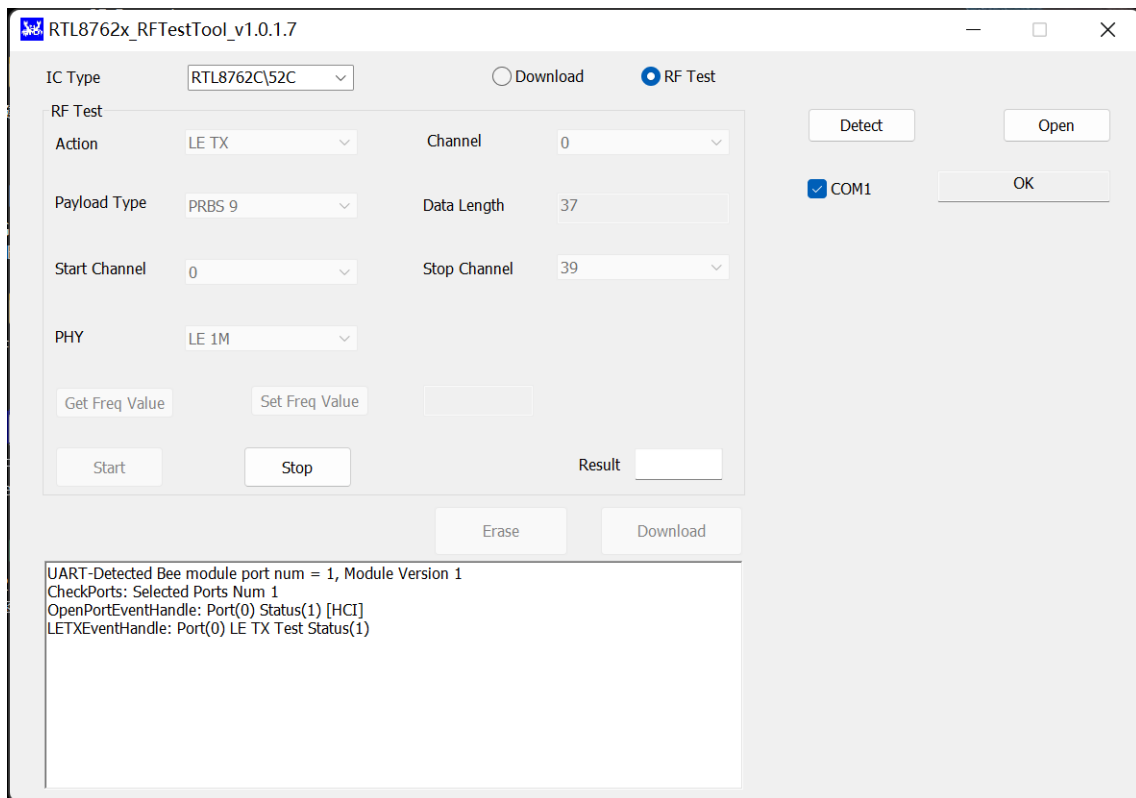 RTL8762x_RFTestTool_v1.0.1.7
IC Type RTL8762C\52C Download RF Test
RF Test
Action LE TX Channel 0
Payload Type PRBS 9 Data Length 37
Start Channel 0 Stop Channel 39
PHY LE 1M
Get Freq Value Set Freq Value
Start Stop Result
Erase Download
Detect Open
COM1 OK
UART-Detected Bee module port num = 1, Module Version 1
CheckPorts: Selected Ports Num 1
OpenPortEventHandle: Port(0) Status(1) [HCI]
LETXEventHandle: Port(0) LE TX Test Status(1)